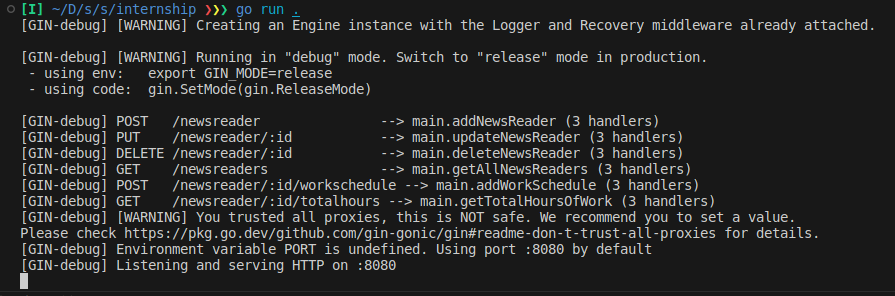 [I] ~/D/s/s/internship ❯❯❯ go run .
[GIN-debug] [WARNING] Creating an Engine instance with the Logger and Recovery middleware already attached.

[GIN-debug] [WARNING] Running in "debug" mode. Switch to "release" mode in production.
 - using env:   export GIN_MODE=release
 - using code:  gin.SetMode(gin.ReleaseMode)

[GIN-debug] POST   /newsreader               --> main.addNewsReader (3 handlers)
[GIN-debug] PUT    /newsreader/:id           --> main.updateNewsReader (3 handlers)
[GIN-debug] DELETE /newsreader/:id           --> main.deleteNewsReader (3 handlers)
[GIN-debug] GET    /newsreaders              --> main.getAllNewsReaders (3 handlers)
[GIN-debug] POST   /newsreader/:id/workschedule --> main.addWorkSchedule (3 handlers)
[GIN-debug] GET    /newsreader/:id/totalhours --> main.getTotalHoursOfWork (3 handlers)
[GIN-debug] [WARNING] You trusted all proxies, this is NOT safe. We recommend you to set a value.
Please check https://pkg.go.dev/github.com/gin-gonic/gin#readme-don-t-trust-all-proxies for details.
[GIN-debug] Environment variable PORT is undefined. Using port :8080 by default
[GIN-debug] Listening and serving HTTP on :8080